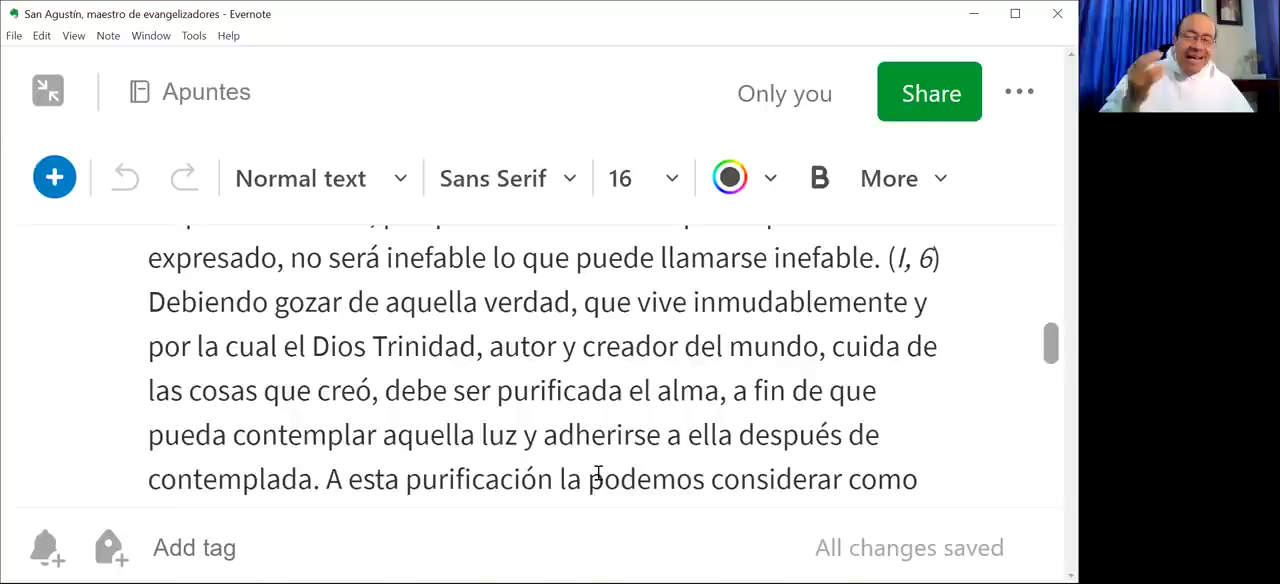 San Agustín, maestro de evangelizadores - Evernote
File Edit View Note Window Tools Help
Apuntes
Only you
Share
Normal text
Sans Serif
16
B
More
expresado, no será inefable lo que puede llamarse inefable. (I, 6)
Debiendo gozar de aquella verdad, que vive inmudablemente y
por la cual el Dios Trinidad, autor y creador del mundo, cuida de
las cosas que creó, debe ser purificada el alma, a fin de que
pueda contemplar aquella luz y adherirse a ella después de
contemplada. A esta purificación la podemos considerar como
Add tag
All changes saved